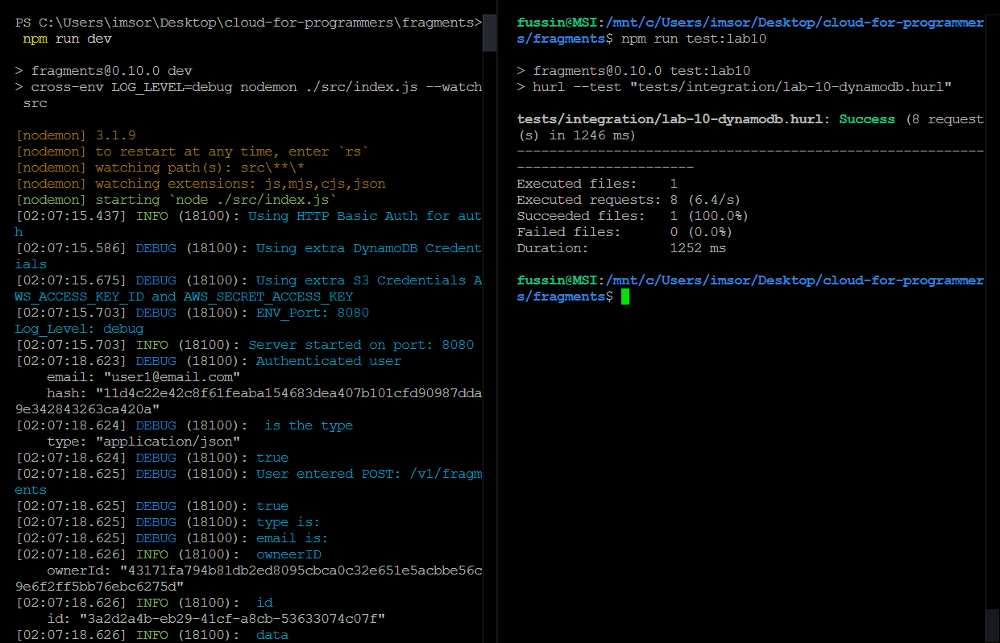 PS C:\Users\imsor\Desktop\cloud-for-programmers\fragments>
npm run dev
> fragments@0.10.0 dev
> cross-env LOG_LEVEL=debug nodemon ./src/index.js --watch
src
[nodemon] 3.1.9
[nodemon] to restart at any time, enter `rs`
[nodemon] watching path(s): src\**\*
[nodemon] watching extensions: js,mjs,cjs,json
[nodemon] starting `node ./src/index.js`
[02:07:15.437] INFO (18100): Using HTTP Basic Auth for aut
h
[02:07:15.586] DEBUG (18100): Using extra DynamoDB Credent
ials
[02:07:15.675] DEBUG (18100): Using extra S3 Credentials A
WS_ACCESS_KEY_ID and AWS_SECRET_ACCESS_KEY
[02:07:15.703] DEBUG (18100): ENV_Port: 8080
Log_Level: debug
[02:07:15.703] INFO (18100): Server started on port: 8080
[02:07:18.623] DEBUG (18100): Authenticated user
email: "user1@email.com"
hash: "11d4c22e42c8f61feaba154683dea407b101cfd90987dda
9e342843263ca420a"
[02:07:18.624] DEBUG (18100):  is the type
type: "application/json"
[02:07:18.624] DEBUG (18100): true
[02:07:18.625] DEBUG (18100): User entered POST: /v1/fragm
ents
[02:07:18.625] DEBUG (18100): true
[02:07:18.625] DEBUG (18100): type is:
[02:07:18.625] DEBUG (18100): email is:
[02:07:18.626] INFO (18100):  owneerID
ownerId: "43171fa794b81db2ed8095cbca0c32e651e5acbbe56c
9e6f2ff5bb76ebc6275d"
[02:07:18.626] INFO (18100):  id
id: "3a2d2a4b-eb29-41cf-a8cb-53633074c07f"
[02:07:18.626] INFO (18100):  data
fussin@MSI:/mnt/c/Users/imsor/Desktop/cloud-for-programmer
s/fragments$ npm run test:lab10
> fragments@0.10.0 test:lab10
> hurl --test "tests/integration/lab-10-dynamodb.hurl"
tests/integration/lab-10-dynamodb.hurl: Success (8 request
(s) in 1246 ms)
----------------------------------------------------------
----------------------
Executed files:    1
Executed requests: 8 (6.4/s)
Succeeded files:   1 (100.0%)
Failed files:      0 (0.0%)
Duration:          1252 ms
fussin@MSI:/mnt/c/Users/imsor/Desktop/cloud-for-programmer
s/fragments$